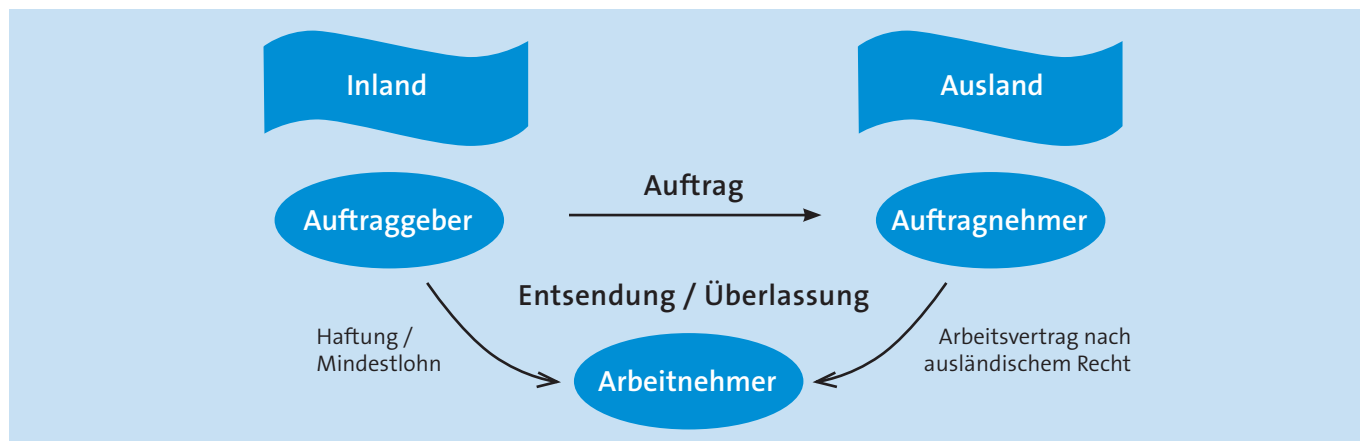 Inland
Ausland
Auftrag
Auftraggeber
Auftragnehmer
Entsendung / Überlassung
Haftung /
Mindestlohn
Arbeitsvertrag nach
ausländischem Recht
Arbeitnehmer